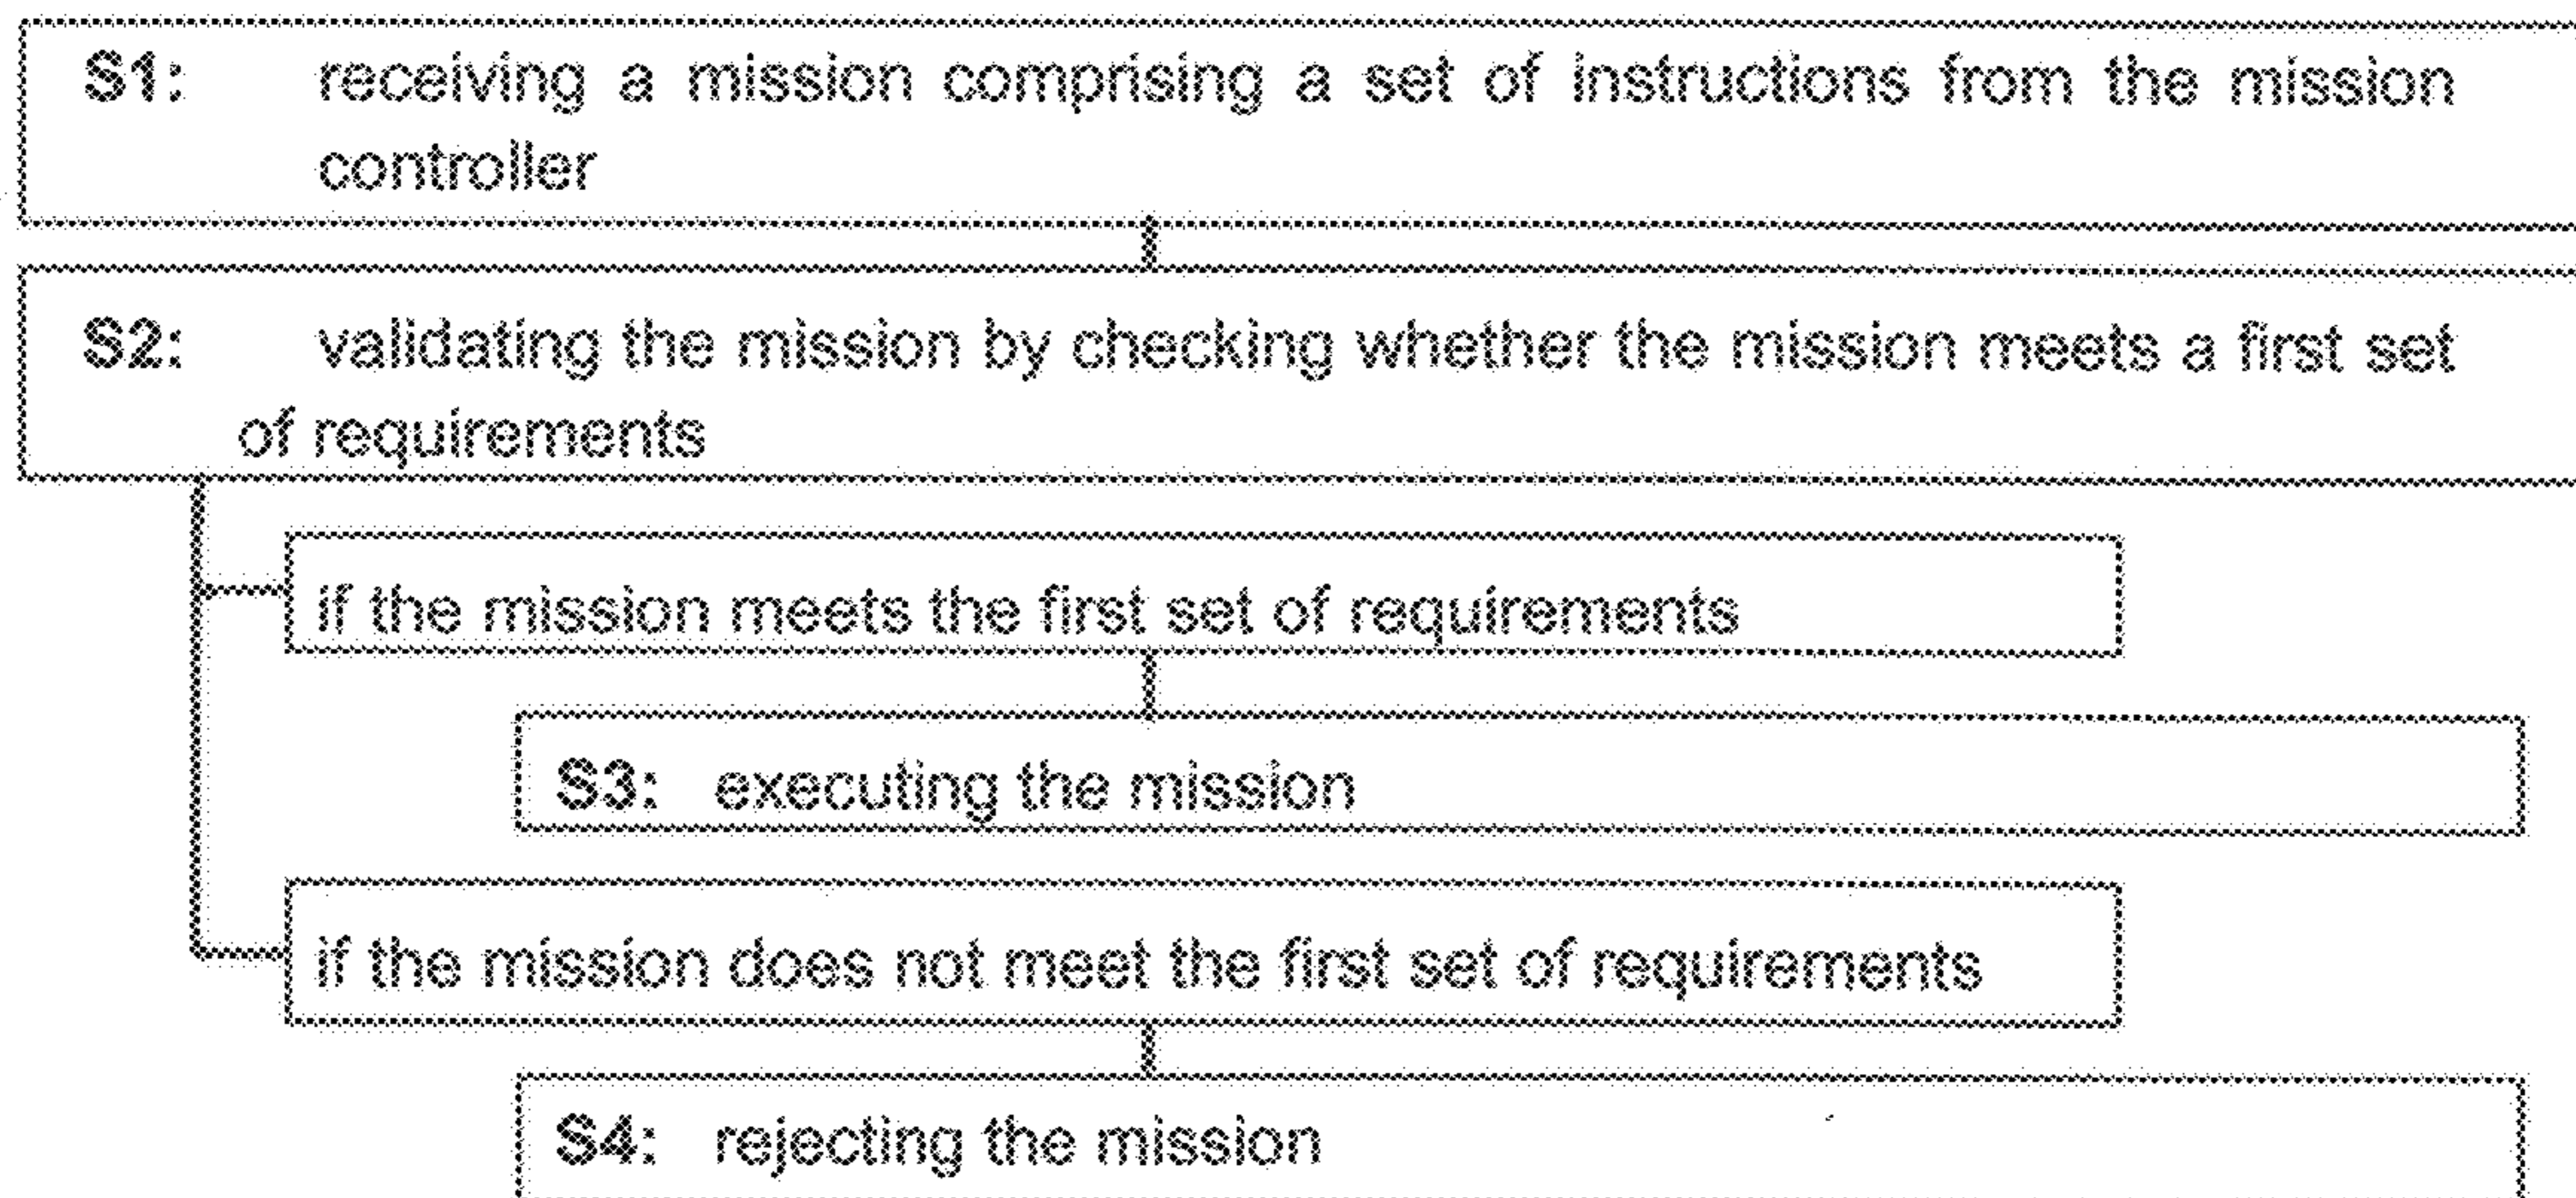 S1: receiving a mission comprising a set of instructions from the mission
controller
S2: validating the mission by checking whether the mission meets a first set
of requirements
if the mission meets the first set of requirements
S3: executing the mission
if the mission does not meet the first set of requirements
S4: rejecting the mission